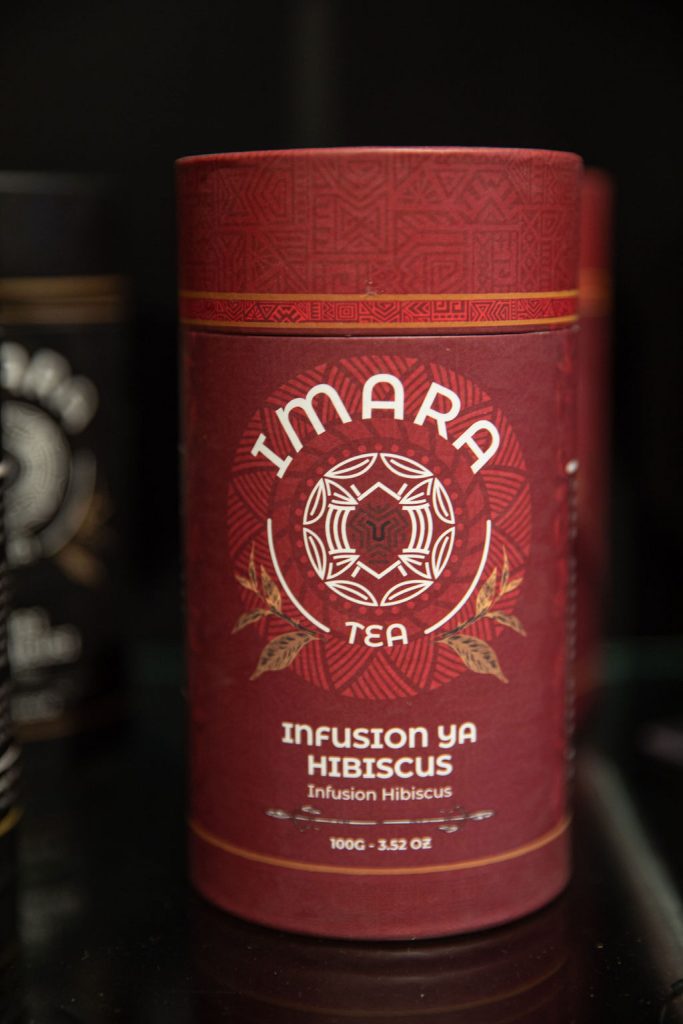 IMARA
TEA
INFUSION YA
HIBISCUS
Infusion Hibiscus
100G - 3.52 OZ